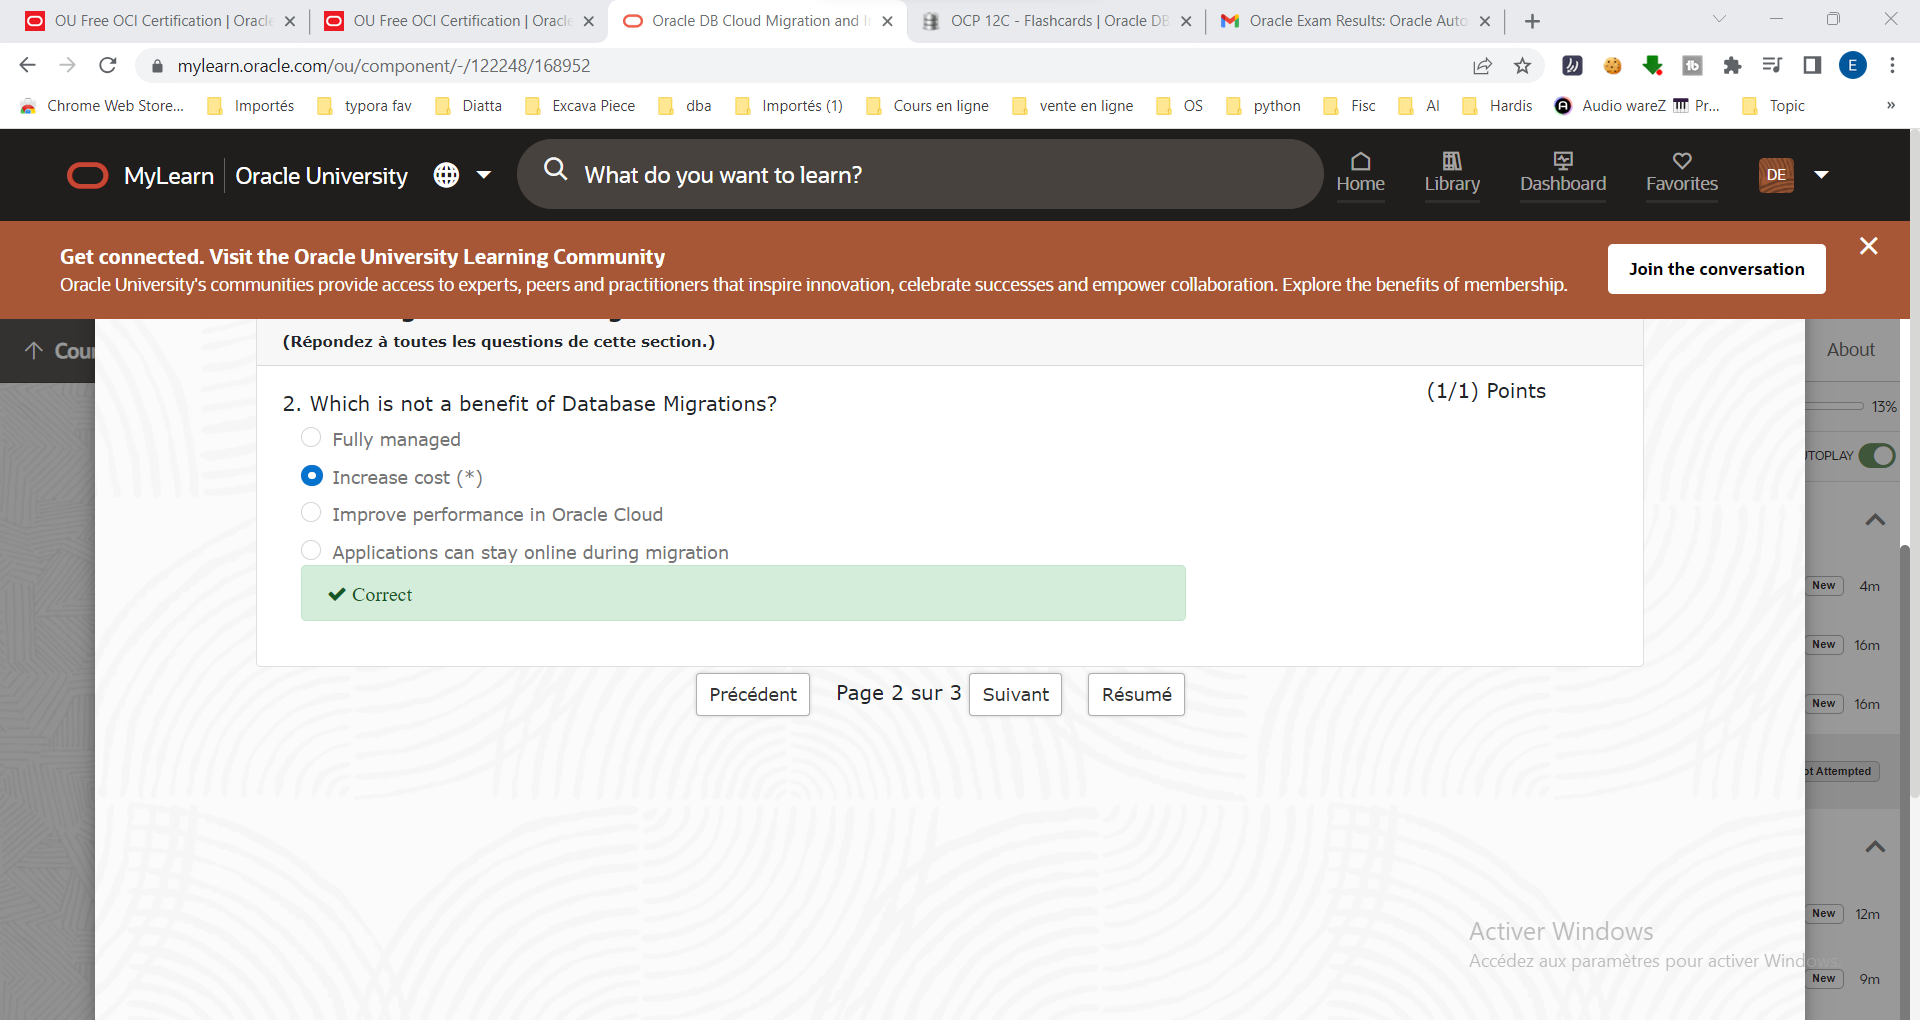 OU Free OCI Certification | Oracle
OU Free OCI Certification | Oracle
Oracle DB Cloud Migration and I
OCP 12C - Flashcards | Oracle DB
Oracle Exam Results: Oracle Auto
mylearn.oracle.com/ou/component/-/122248/168952
E
Chrome Web Store...
Importés
typora fav
Diatta
Excava Piece
dba
Importés (1)
Cours en ligne
vente en ligne
OS
python
Fisc
AI
Hardis
Audio wareZ
Pr...
Topic
»
MyLearn
Oracle University
What do you want to learn?
Home
Library
Dashboard
Favorites
DE
Get connected. Visit the Oracle University Learning Community
Oracle University's communities provide access to experts, peers and practitioners that inspire innovation, celebrate successes and empower collaboration. Explore the benefits of membership.
Join the conversation
Cour
(Répondez à toutes les questions de cette section.)
About
(1/1) Points
2. Which is not a benefit of Database Migrations?
13%
Fully managed
TOPLAY
Increase cost (*)
Improve performance in Oracle Cloud
Applications can stay online during migration
Correct
New 4m
New 16m
Précédent
Page 2 sur 3
Suivant
Résumé
New 16m
ot Attempted
New 12m
Activer Windows
Accédez aux paramètres pour activer Windows.
New 9m